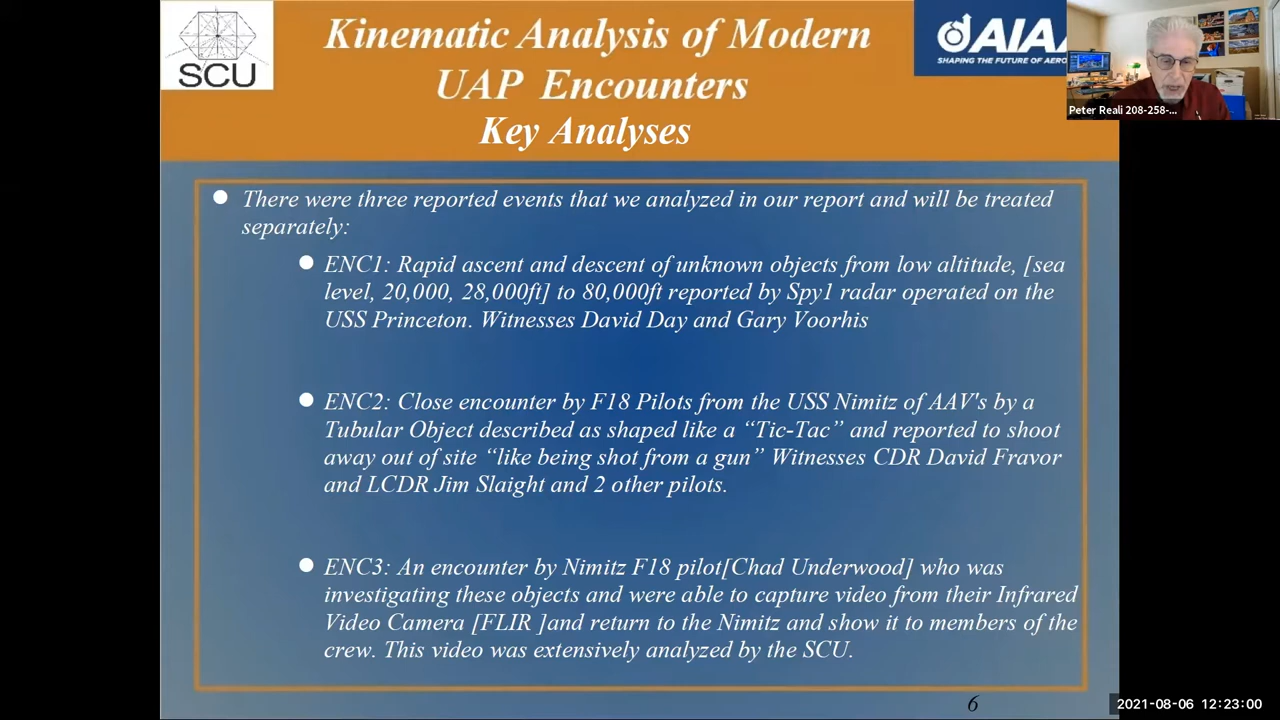 SCU
Kinematic Analysis of Modern
UAP Encounters
Key Analyses
AIAA
SHAPING THE FUTURE OF AERO
Peter Reali 208-258-...
There were three reported events that we analyzed in our report and will be treated
separately:
ENC1: Rapid ascent and descent of unknown objects from low altitude, [sea
level, 20,000, 28,000ft] to 80,000ft reported by Spy1 radar operated on the
USS Princeton. Witnesses David Day and Gary Voorhis
ENC2: Close encounter by F18 Pilots from the USS Nimitz of AAV's by a
Tubular Object described as shaped like a “Tic-Tac” and reported to shoot
away out of site “like being shot from a gun” Witnesses CDR David Fravor
and LCDR Jim Slaight and 2 other pilots.
ENC3: An encounter by Nimitz F18 pilot[Chad Underwood] who was
investigating these objects and were able to capture video from their Infrared
Video Camera [FLIR ]and return to the Nimitz and show it to members of the
crew. This video was extensively analyzed by the SCU.
6
2021-08-06 12:23:00